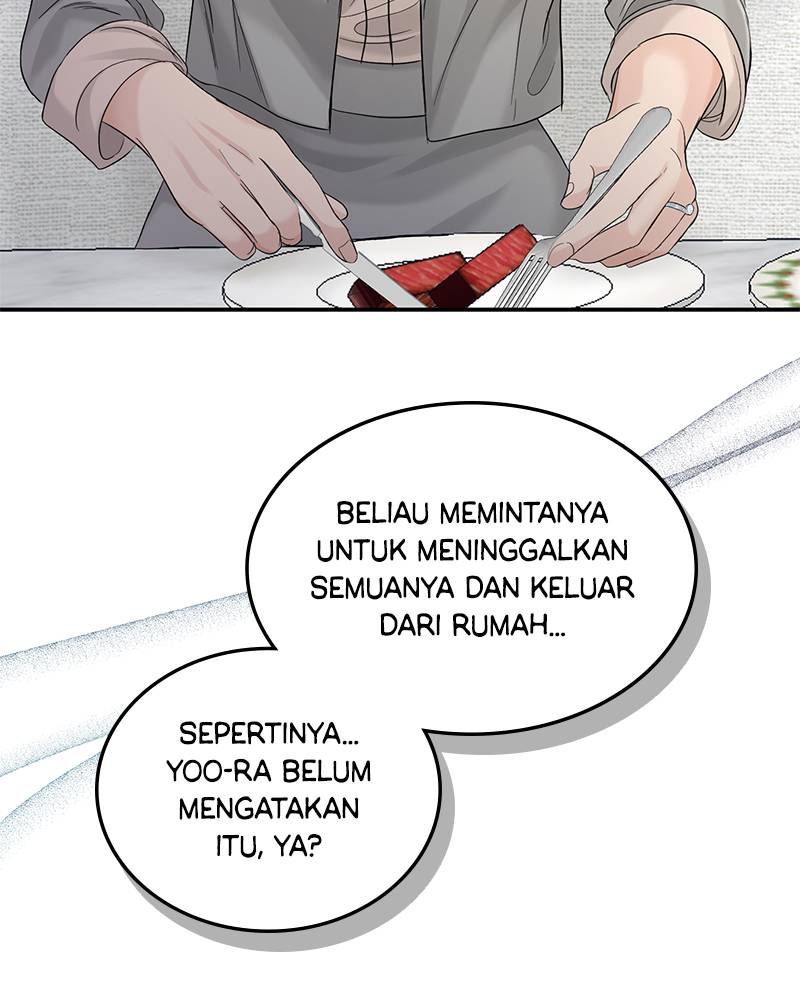 BELIAU MEMINTANYA
UNTUK MENINGGALKAN
SEMUANYA DAN KELUAR
DARI RUMAH...
SEPERTINYA...
YOO-RA BELUM
MENGATAKAN
ITU, YA?